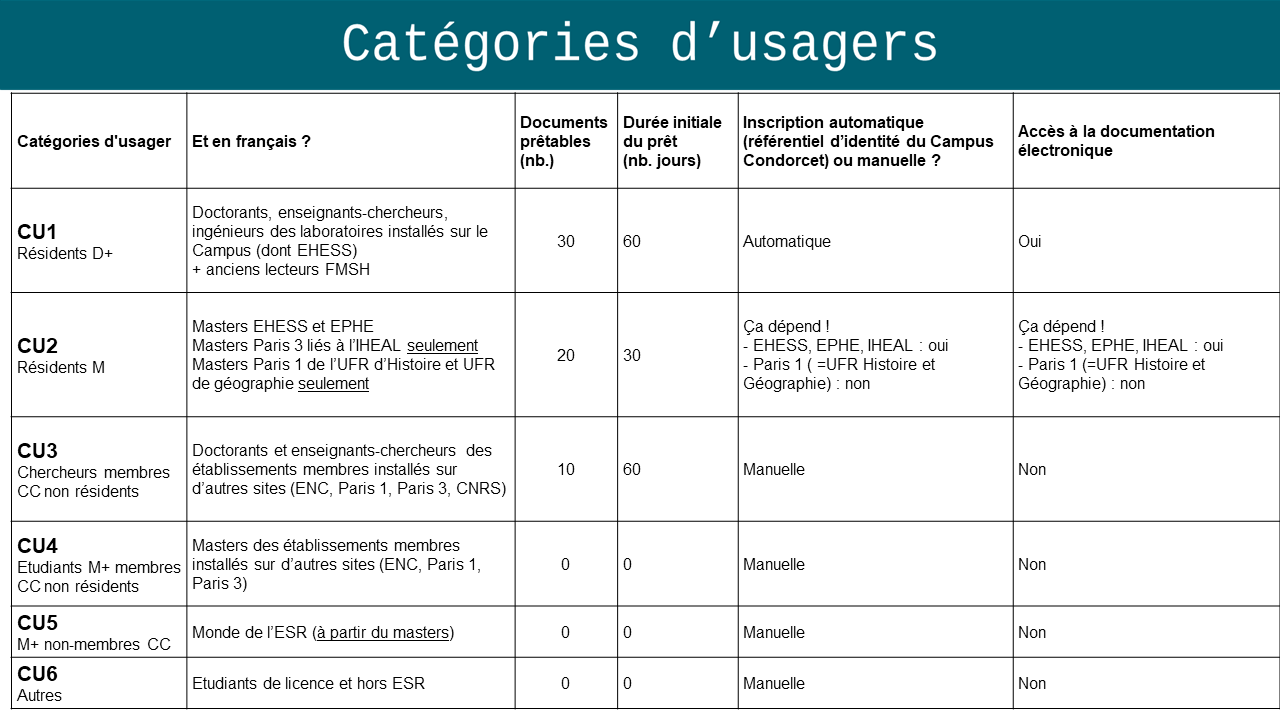 Catégories d’usagers
Catégories d'usager
Et en français ?
Documents
prêtables
(nb.)
Durée initiale
du prêt
(nb. jours)
Inscription automatique
(référentiel d’identité du Campus
Condorcet) ou manuelle ?
Accès à la documentation
électronique
CU1
Résidents D+
Doctorants, enseignants-chercheurs,
ingénieurs des laboratoires installés sur le
Campus (dont EHESS)
+ anciens lecteurs FMSH
30
60
Automatique
Oui
CU2
Résidents M
Masters EHESS et EPHE
Masters Paris 3 liés à l’IHEAL seulement
Masters Paris 1 de l’UFR d’Histoire et UFR
de géographie seulement
20
30
Ça dépend !
- EHESS, EPHE, IHEAL : oui
- Paris 1 ( =UFR Histoire et
Géographie) : non
Ça dépend !
- EHESS, EPHE, IHEAL : oui
- Paris 1 (=UFR Histoire et
Géographie) : non
CU3
Chercheurs membres
CC non résidents
Doctorants et enseignants-chercheurs des
établissements membres installés sur
d’autres sites (ENC, Paris 1, Paris 3, CNRS)
10
60
Manuelle
Non
CU4
Etudiants M+ membres
CC non résidents
Masters des établissements membres
installés sur d’autres sites (ENC, Paris 1,
Paris 3)
0
0
Manuelle
Non
CU5
M+ non-membres CC
Monde de l’ESR (à partir du masters)
0
0
Manuelle
Non
CU6
Autres
Etudiants de licence et hors ESR
0
0
Manuelle
Non